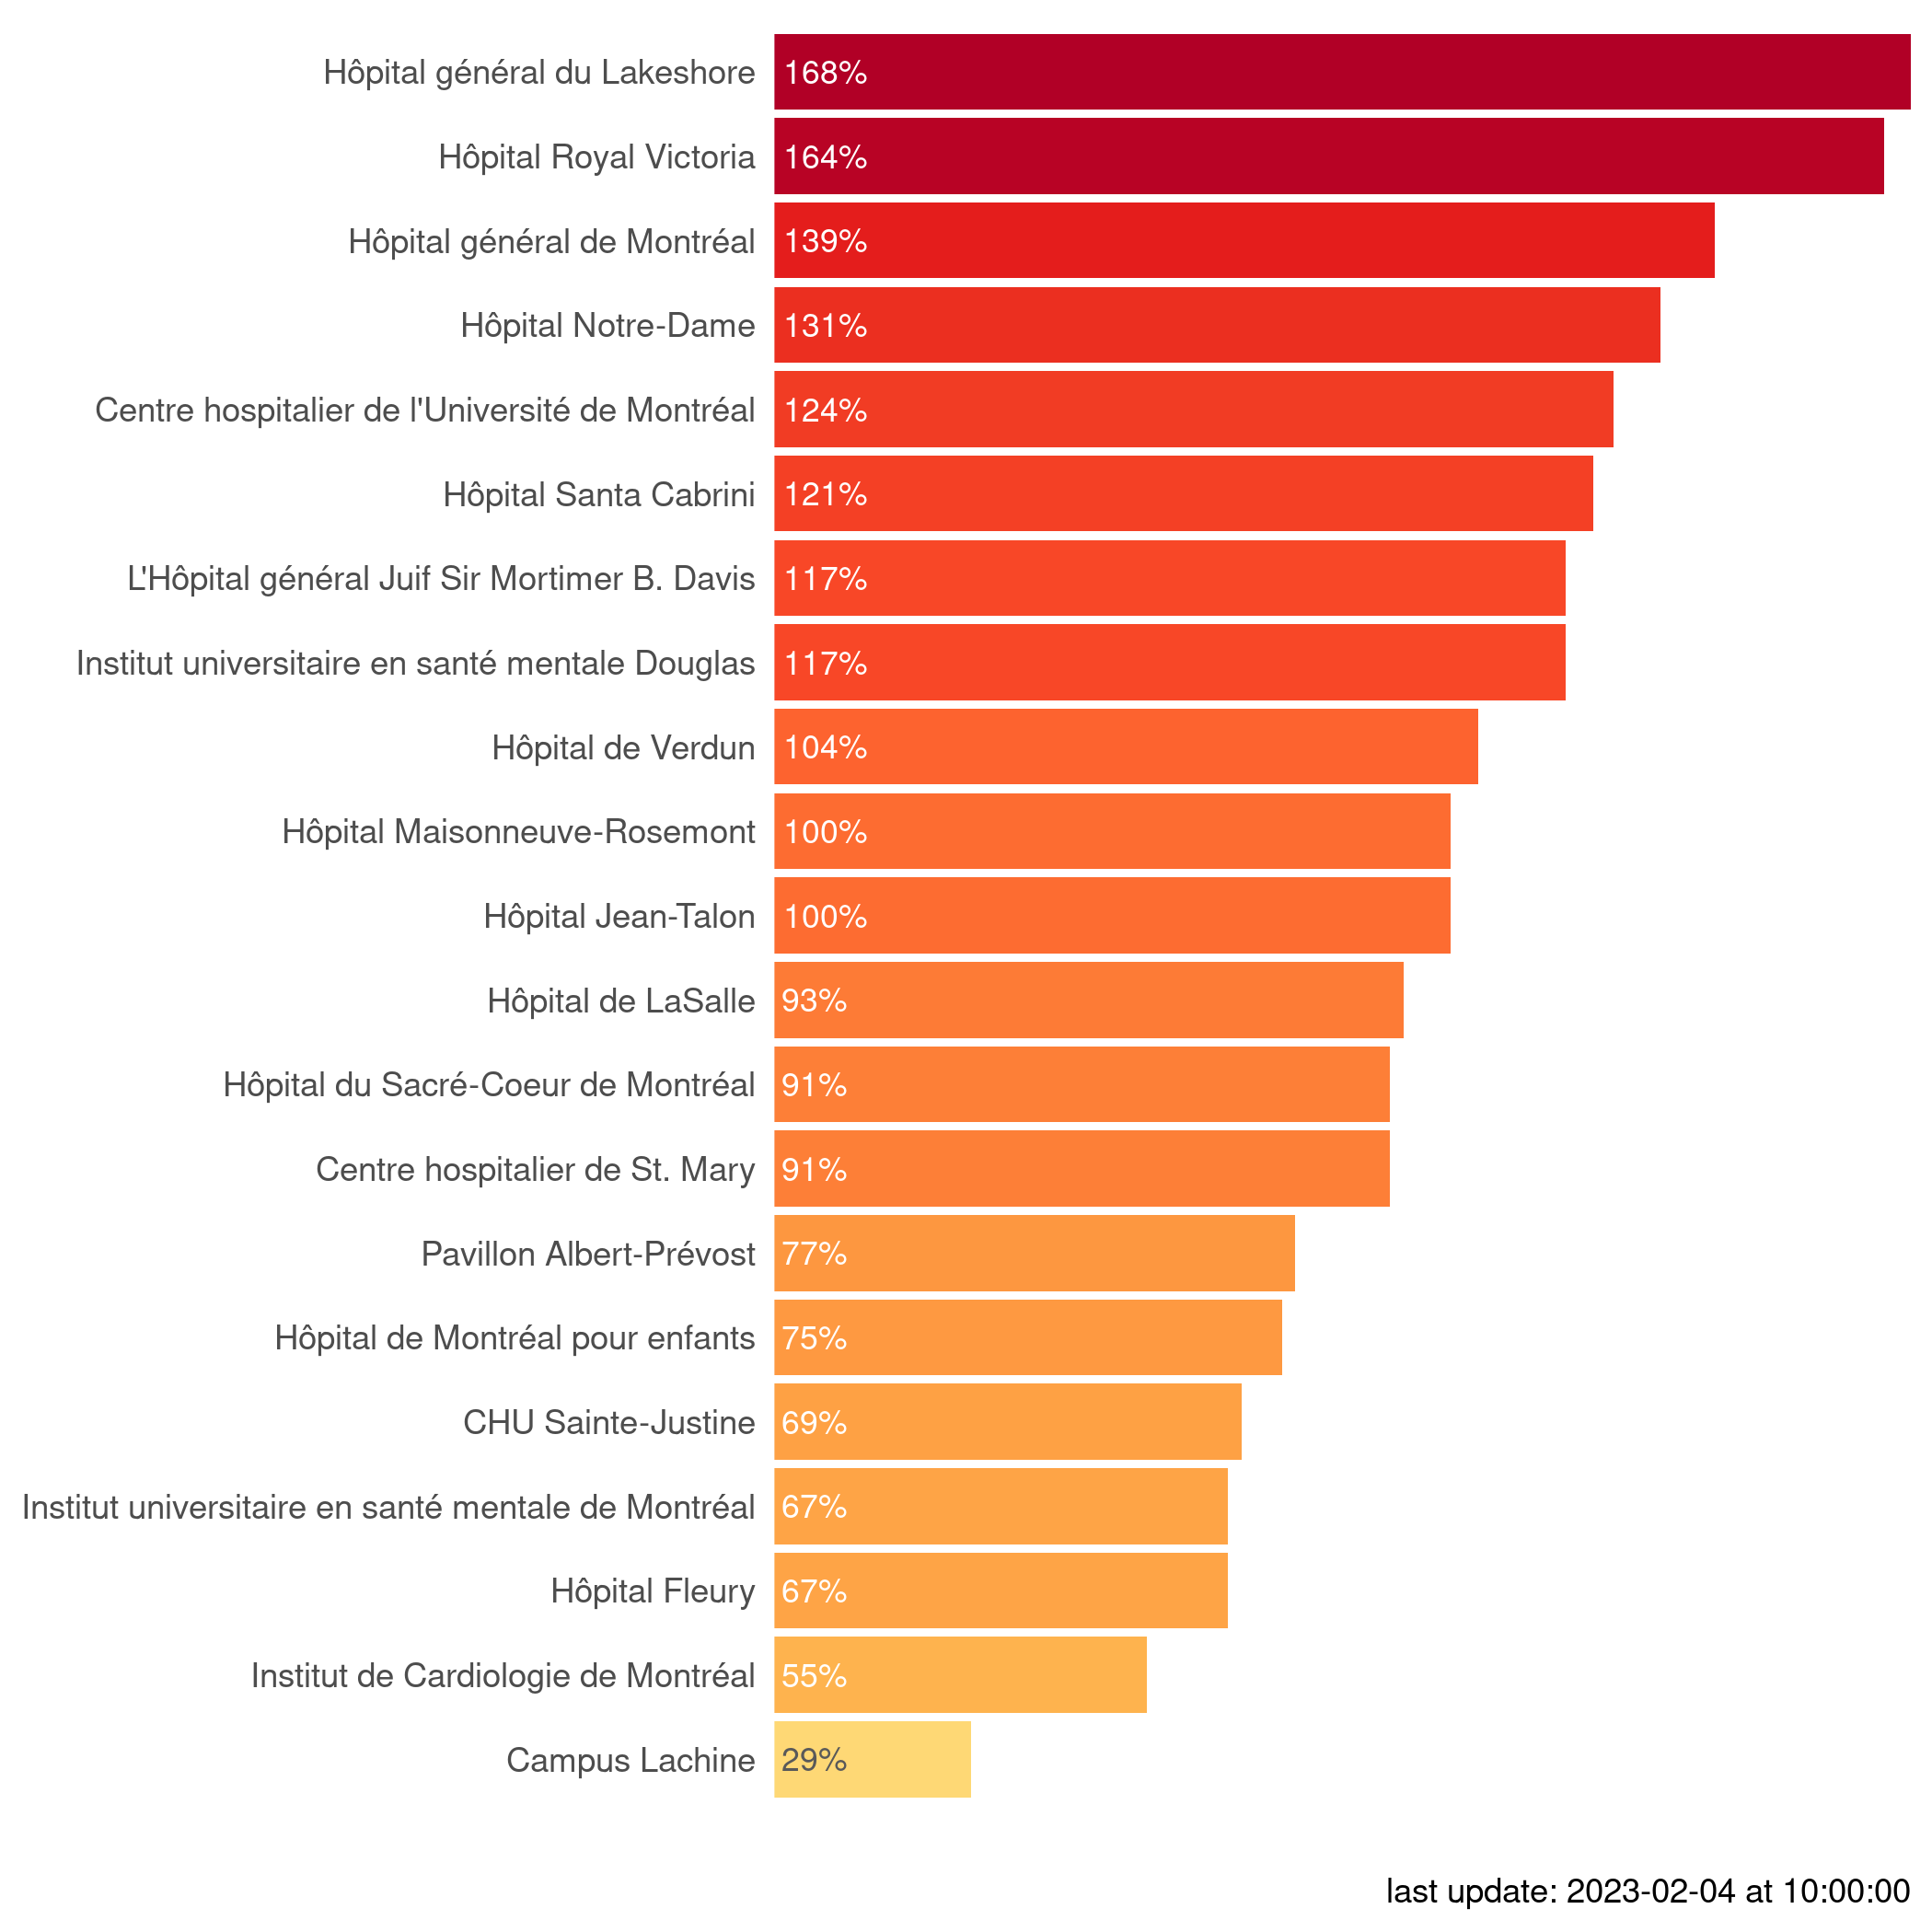 Hôpital général du Lakeshore 168%
Hôpital Royal Victoria 164%
Hôpital général de Montréal 139%
Hôpital Notre-Dame 131%
Centre hospitalier de l'Université de Montréal 124%
Hôpital Santa Cabrini 121%
L'Hôpital général Juif Sir Mortimer B. Davis 117%
Institut universitaire en santé mentale Douglas 117%
Hôpital de Verdun 104%
Hôpital Maisonneuve-Rosemont 100%
Hôpital Jean-Talon 100%
Hôpital de LaSalle 93%
Hôpital du Sacré-Coeur de Montréal 91%
Centre hospitalier de St. Mary 91%
Pavillon Albert-Prévost 77%
Hôpital de Montréal pour enfants 75%
CHU Sainte-Justine 69%
Institut universitaire en santé mentale de Montréal 67%
Hôpital Fleury 67%
Institut de Cardiologie de Montréal 55%
Campus Lachine 29%
last update: 2023-02-04 at 10:00:00